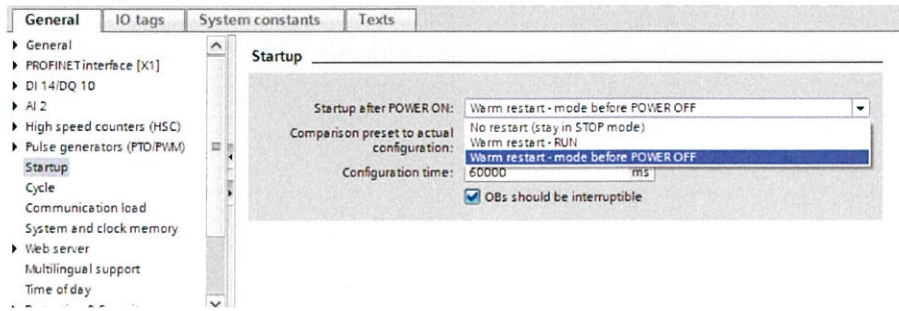 General IO tags System constants Texts
General
PROFINET interface [X1]
DI 14/DQ 10
AI 2
High speed counters (HSC)
Pulse generators (PTO/PWM)
Startup
Cycle
Communication load
System and clock memory
Web server
Multilingual support
Time of day
Startup
Startup after POWER ON: Warm restart - mode before POWER OFF
No restart (stay in STOP mode)
Warm restart - RUN
Warm restart - mode before POWER OFF
Comparison preset to actual
configuration:
Configuration time: 60000 ms
OBs should be interruptible